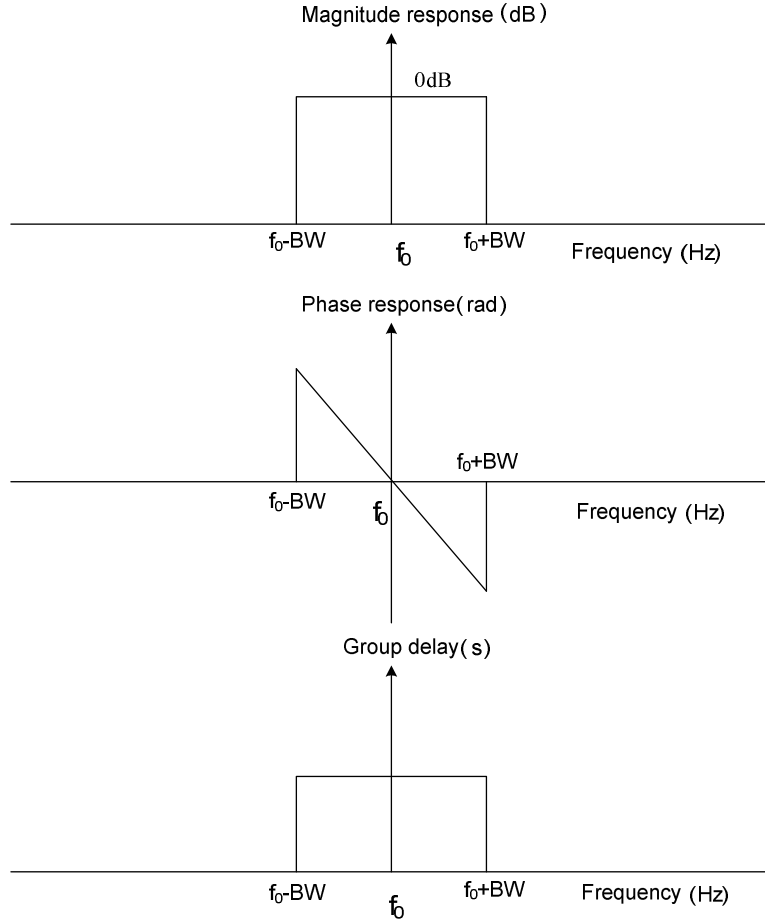 Magnitude response (dB)
0dB
f₀-BW
f₀
f₀+BW
Frequency (Hz)
Phase response(rad)
f₀+BW
f₀-BW
f₀
Frequency (Hz)
Group delay(s)
f₀-BW
f₀
f₀+BW
Frequency (Hz)